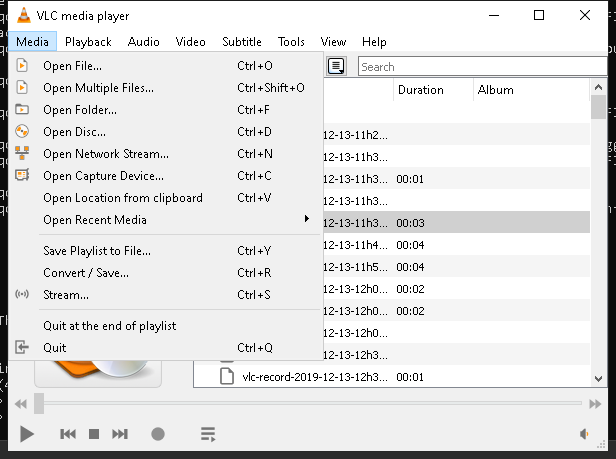 VLC media player
Media Playback Audio Video Subtitle Tools View Help
Open File... Ctrl+O
Search
Open Multiple Files... Ctrl+Shift+O
Duration Album
Open Folder... Ctrl+F
Open Disc... Ctrl+D
12-13-11h2...
Open Network Stream... Ctrl+N
12-13-11h3...
Open Capture Device... Ctrl+C
12-13-11h3... 00:01
Open Location from clipboard Ctrl+V
12-13-11h3...
Open Recent Media
12-13-11h3... 00:03
12-13-11h4... 00:04
Save Playlist to File... Ctrl+Y
Convert / Save... Ctrl+R
12-13-11h5... 00:04
Stream... Ctrl+S
12-13-12h0... 00:02
12-13-12h0... 00:02
Quit at the end of playlist
12-13-12h0...
Quit Ctrl+Q
12-13-12h3...
vlc-record-2019-12-13-12h3... 00:01